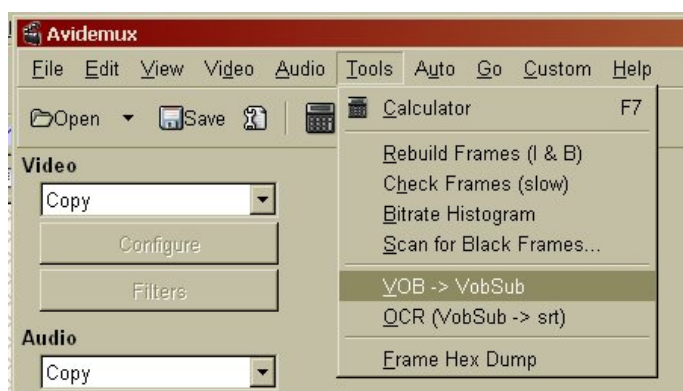 Avidemux
File Edit View Video Audio Tools Auto Go Custom Help
Open Save
Calculator F7
Rebuild Frames (I & B)
Check Frames (slow)
Bitrate Histogram
Scan for Black Frames...
VOB -> VobSub
OCR (VobSub -> srt)
Frame Hex Dump
Video
Copy
Configure
Filters
Audio
Copy